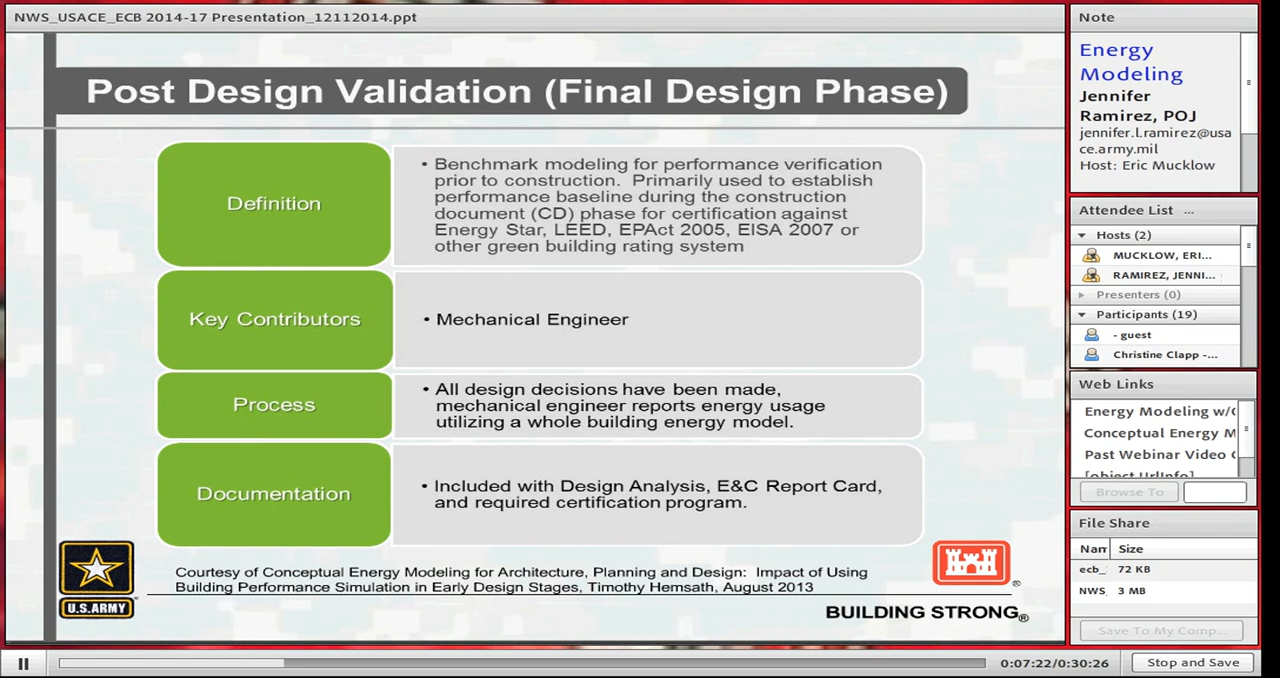 NWS_USACE_ECB 2014-17 Presentation_12112014.ppt
Post Design Validation (Final Design Phase)
Definition
• Benchmark modeling for performance verification
prior to construction. Primarily used to establish
performance baseline during the construction
document (CD) phase for certification against
Energy Star, LEED, EPAct 2005, EISA 2007 or
other green building rating system
Key Contributors
• Mechanical Engineer
Process
• All design decisions have been made,
mechanical engineer reports energy usage
utilizing a whole building energy model.
Documentation
• Included with Design Analysis, E&C Report Card,
and required certification program.
Courtesy of Conceptual Energy Modeling for Architecture, Planning and Design: Impact of Using
Building Performance Simulation in Early Design Stages, Timothy Hemsath, August 2013
U.S.ARMY
BUILDING STRONG®
Note
Energy
Modeling
Jennifer
Ramirez, POJ
jennifer.l.ramirez@usa
ce.army.mil
Host: Eric Mucklow
Attendee List ...
Hosts (2)
MUCKLOW, ERI...
RAMIREZ, JENNI...
Presenters (0)
Participants (19)
- guest
Christine Clapp -...
Web Links
Energy Modeling w/
Conceptual Energy M
Past Webinar Video
[object UrlInfo]
Browse To
File Share
Nam Size
ecb_ 72 KB
NWS_ 3 MB
Save To My Comp...
0:07:22/0:30:26
Stop and Save